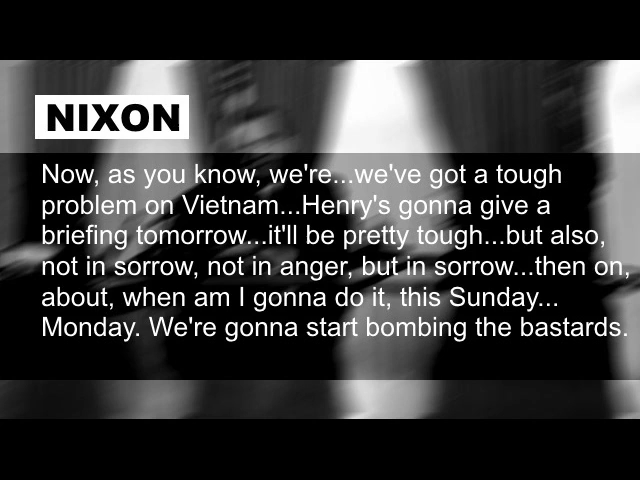 NIXON
Now, as you know, we're...we've got a tough
problem on Vietnam...Henry's gonna give a
briefing tomorrow...it'll be pretty tough...but also,
not in sorrow, not in anger, but in sorrow...then on,
about, when am I gonna do it, this Sunday...
Monday. We're gonna start bombing the bastards.